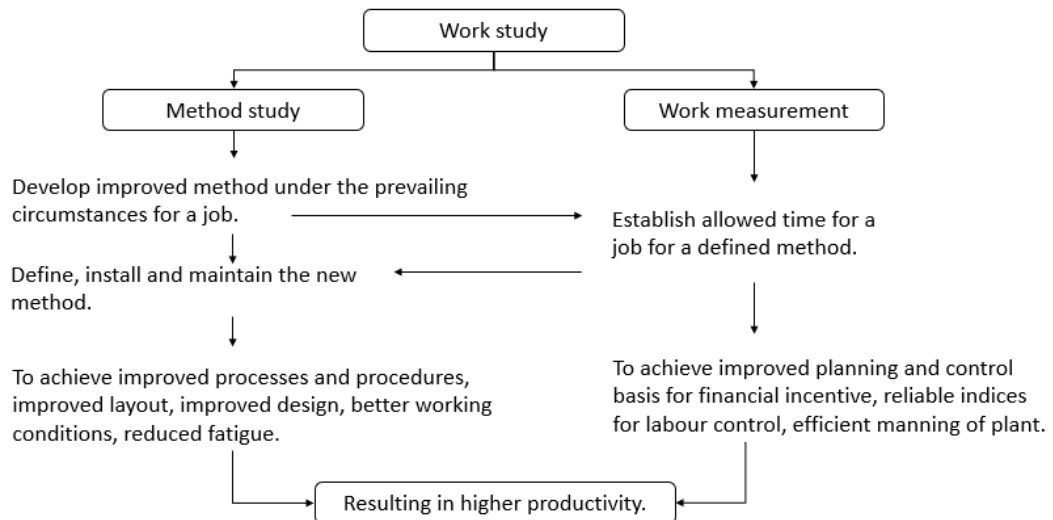 Work study
Method study
Work measurement
Develop improved method under the prevailing
circumstances for a job.
Establish allowed time for a
job for a defined method.
Define, install and maintain the new
method.
To achieve improved processes and procedures,
improved layout, improved design, better working
conditions, reduced fatigue.
To achieve improved planning and control
basis for financial incentive, reliable indices
for labour control, efficient manning of plant.
Resulting in higher productivity.